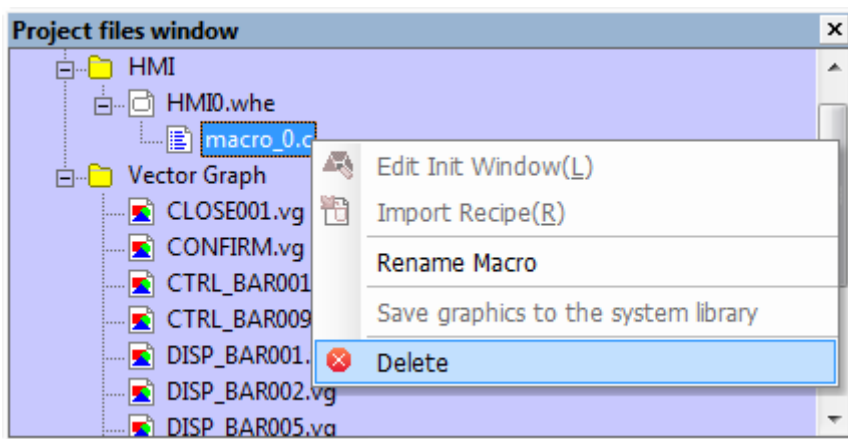 Project files window
HMI
HMI0.whe
macro_0.c
Edit Init Window(L)
Vector Graph
CLOSE001.vg
Import Recipe(R)
CONFIRM.vg
Rename Macro
CTRL_BAR001
CTRL_BAR009
Save graphics to the system library
DISP_BAR001.
Delete
DISP_BAR002.vg
DISP_BAR005.vg